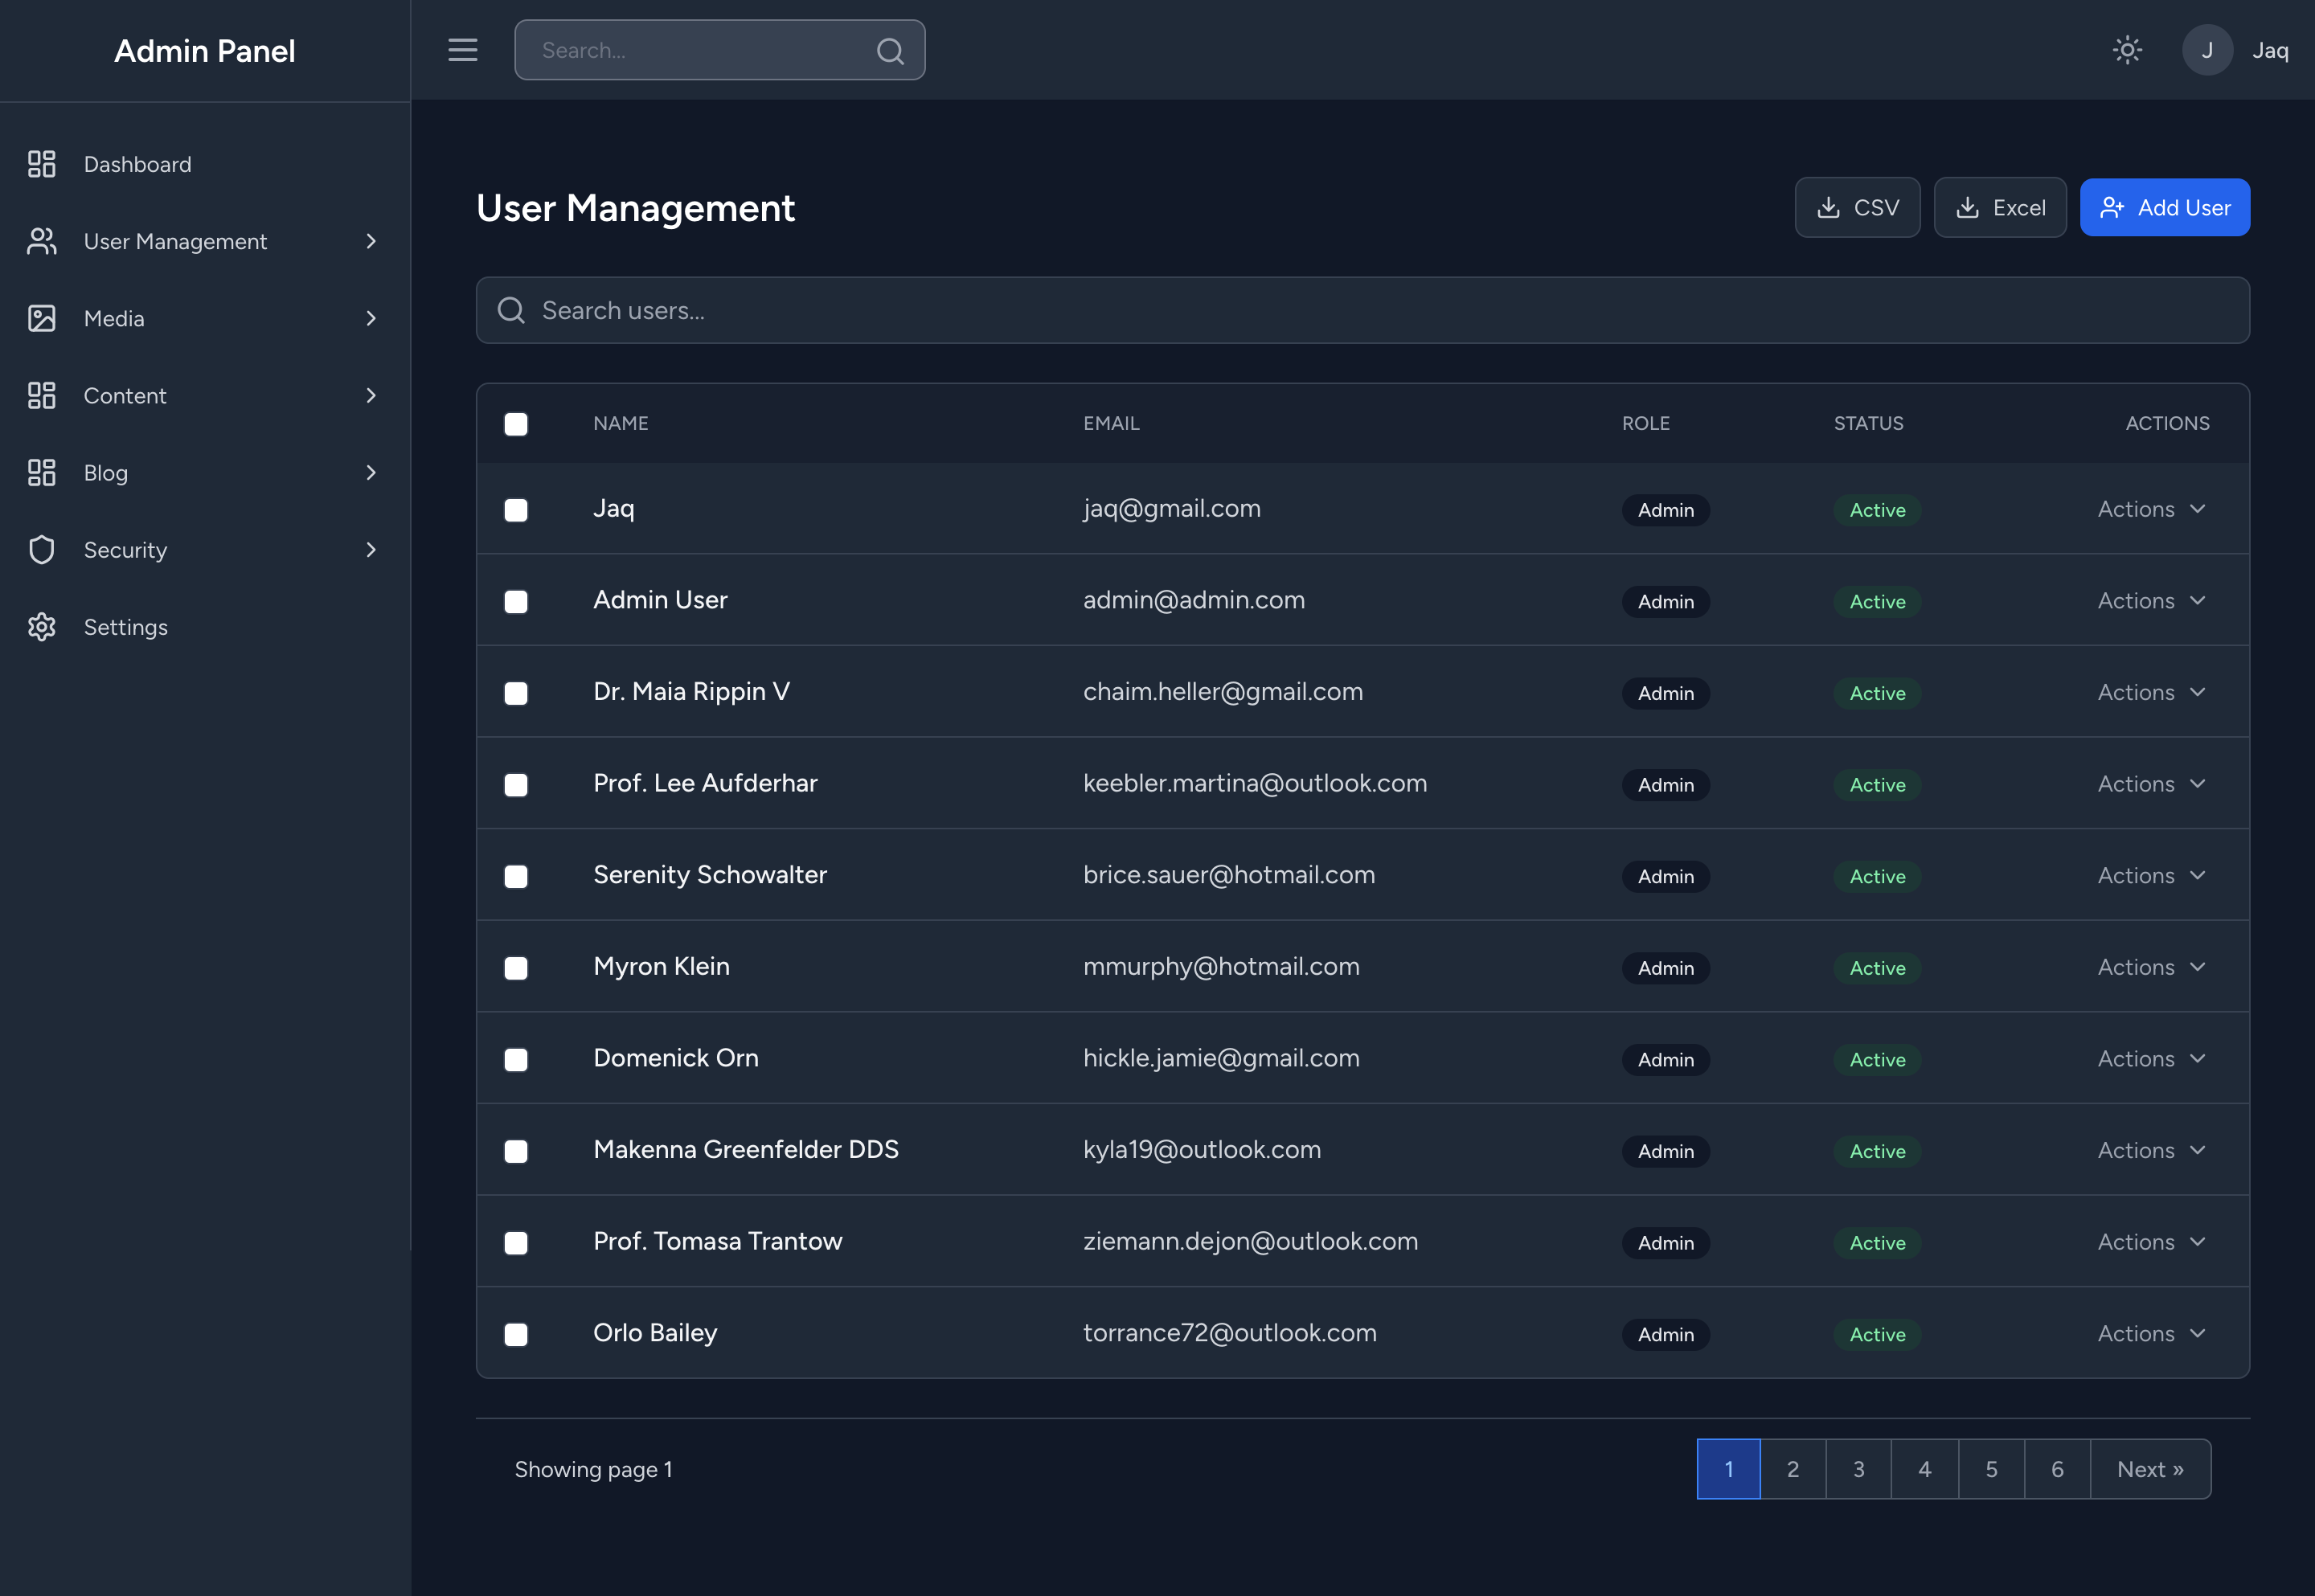 Admin Panel
Search...
J Jaq
Dashboard
User Management
Media
Content
Blog
Security
Settings
User Management
CSV Excel Add User
Search users...
NAME EMAIL ROLE STATUS ACTIONS
Jaq jaq@gmail.com Admin Active Actions
Admin User admin@admin.com Admin Active Actions
Dr. Maia Rippin V chaim.heller@gmail.com Admin Active Actions
Prof. Lee Aufderhar keebler.martina@outlook.com Admin Active Actions
Serenity Schowalter brice.sauer@hotmail.com Admin Active Actions
Myron Klein mmurphy@hotmail.com Admin Active Actions
Domenick Orn hickle.jamie@gmail.com Admin Active Actions
Makenna Greenfelder DDS kyla19@outlook.com Admin Active Actions
Prof. Tomasa Trantow ziemann.dejon@outlook.com Admin Active Actions
Orlo Bailey torrance72@outlook.com Admin Active Actions
Showing page 1
1 2 3 4 5 6 Next »